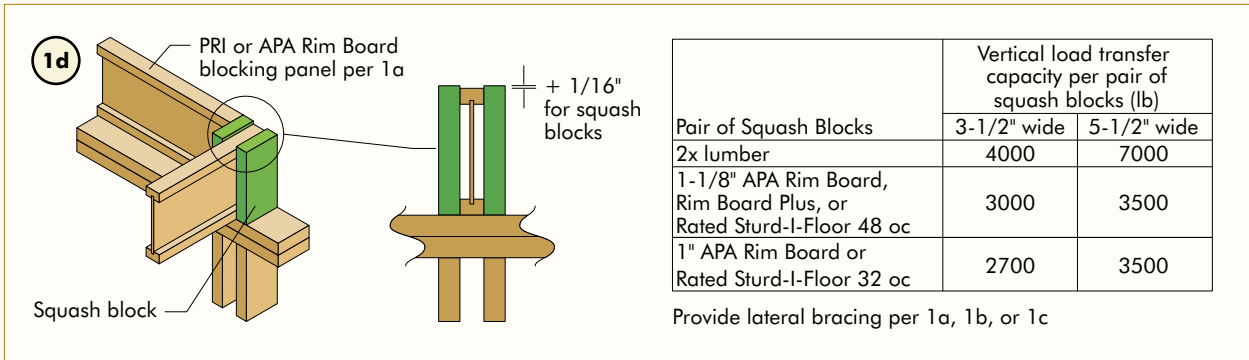 1d
PRI or APA Rim Board
blocking panel per 1a
+ 1/16"
for squash
blocks
Squash block
Vertical load transfer
capacity per pair of
squash blocks (lb)
Pair of Squash Blocks
3-1/2" wide
5-1/2" wide
2x lumber
4000
7000
1-1/8" APA Rim Board,
Rim Board Plus, or
Rated Sturd-I-Floor 48 oc
3000
3500
1" APA Rim Board or
Rated Sturd-I-Floor 32 oc
2700
3500
Provide lateral bracing per 1a, 1b, or 1c